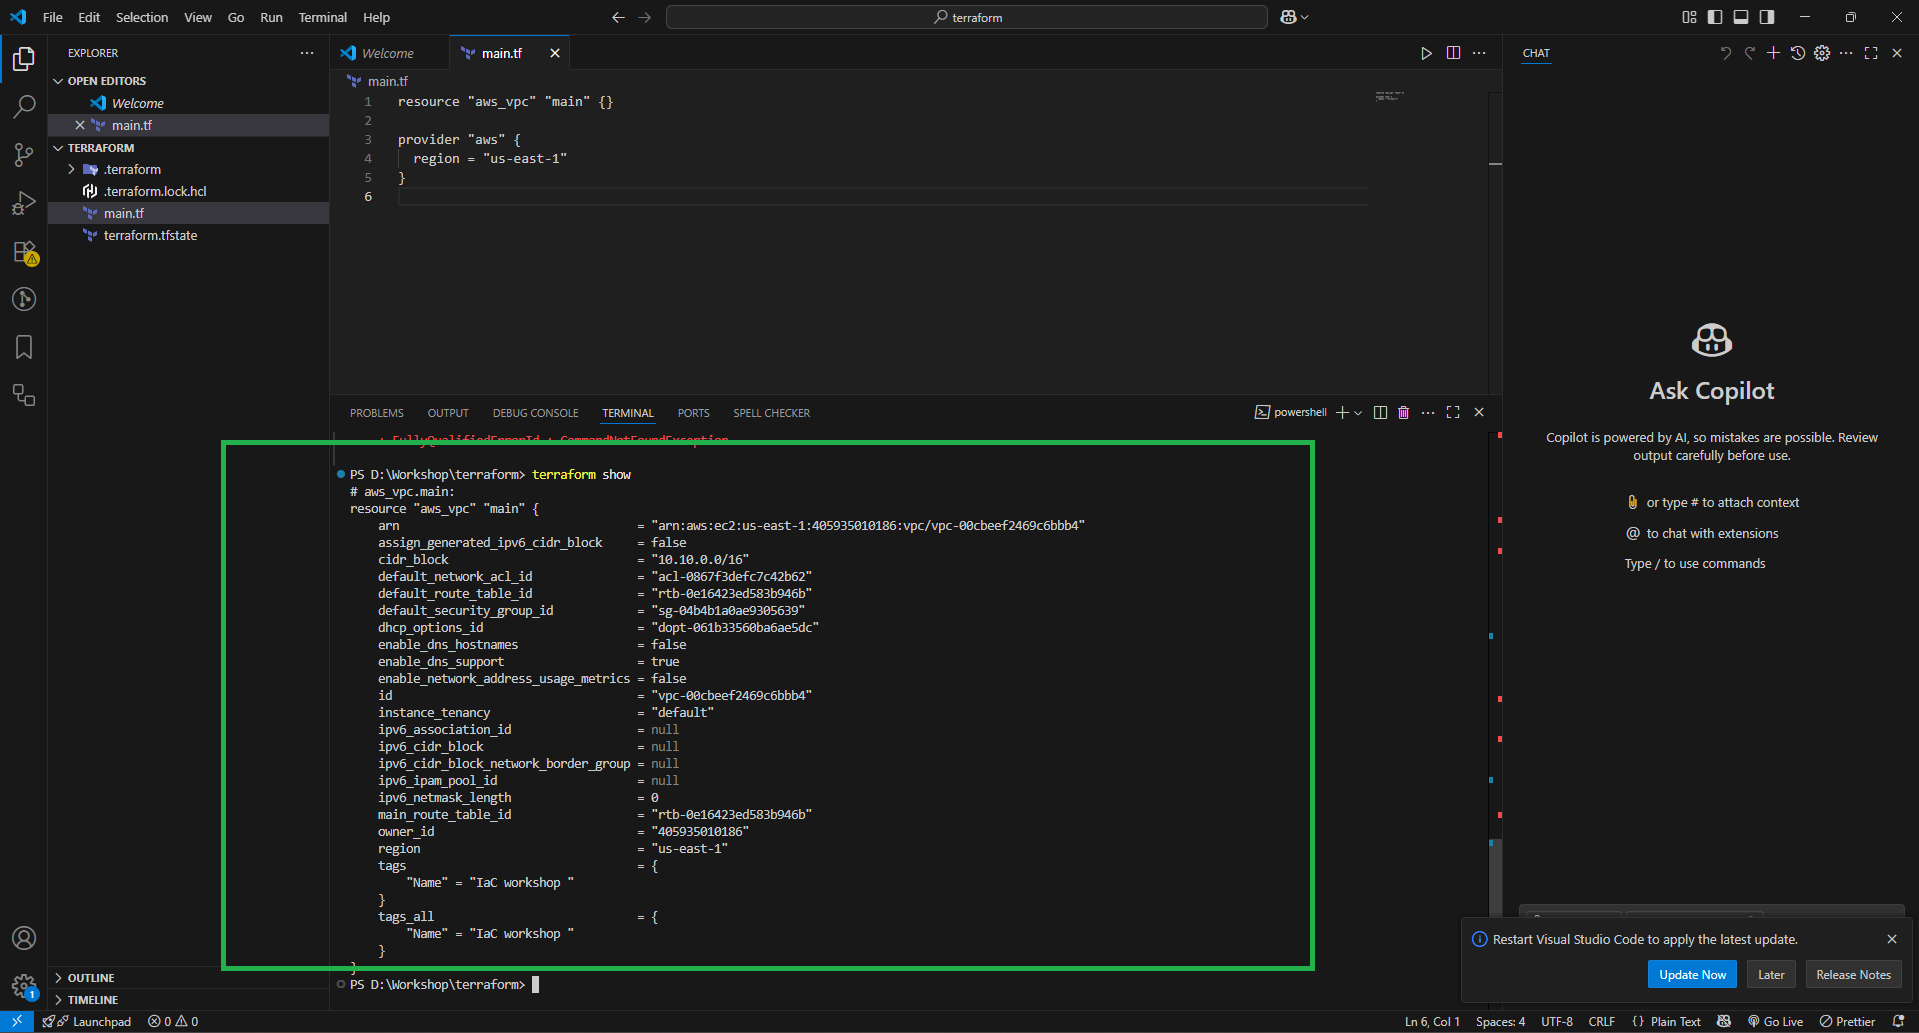 File Edit Selection View Go Run Terminal Help
terraform
EXPLORER
OPEN EDITORS
Welcome
main.tf
TERRAFORM
.terraform
.terraform.lock.hcl
main.tf
terraform.tfstate
OUTLINE
TIMELINE
Welcome
main.tf
main.tf
1 resource "aws_vpc" "main" {}
2
3 provider "aws" {
4 region = "us-east-1"
5 }
6
PROBLEMS OUTPUT DEBUG CONSOLE TERMINAL PORTS SPELL CHECKER
powershell
+ FullyQualifiedErrorId : CommandNotFoundException
PS D:\Workshop\terraform> terraform show
# aws_vpc.main:
resource "aws_vpc" "main" {
arn = "arn:aws:ec2:us-east-1:405935010186:vpc/vpc-00cbeef2469c6bbb4"
assign_generated_ipv6_cidr_block = false
cidr_block = "10.10.0.0/16"
default_network_acl_id = "acl-0867f3defc7c42b62"
default_route_table_id = "rtb-0e16423ed583b946b"
default_security_group_id = "sg-04b4b1a0ae9305639"
dhcp_options_id = "dopt-061b33560ba6ae5dc"
enable_dns_hostnames = false
enable_dns_support = true
enable_network_address_usage_metrics = false
id = "vpc-00cbeef2469c6bbb4"
instance_tenancy = "default"
ipv6_association_id = null
ipv6_cidr_block = null
ipv6_cidr_block_network_border_group = null
ipv6_ipam_pool_id = null
ipv6_netmask_length = 0
main_route_table_id = "rtb-0e16423ed583b946b"
owner_id = "405935010186"
region = "us-east-1"
tags = {
"Name" = "IaC workshop "
}
tags_all = {
"Name" = "IaC workshop "
}
}
PS D:\Workshop\terraform>
CHAT
Ask Copilot
Copilot is powered by AI, so mistakes are possible. Review
output carefully before use.
or type # to attach context
@ to chat with extensions
Type / to use commands
Restart Visual Studio Code to apply the latest update.
Update Now
Later
Release Notes
1
Launchpad
0 0
Ln 6, Col 1
Spaces: 4
UTF-8
CRLF
{} Plain Text
Go Live
Prettier